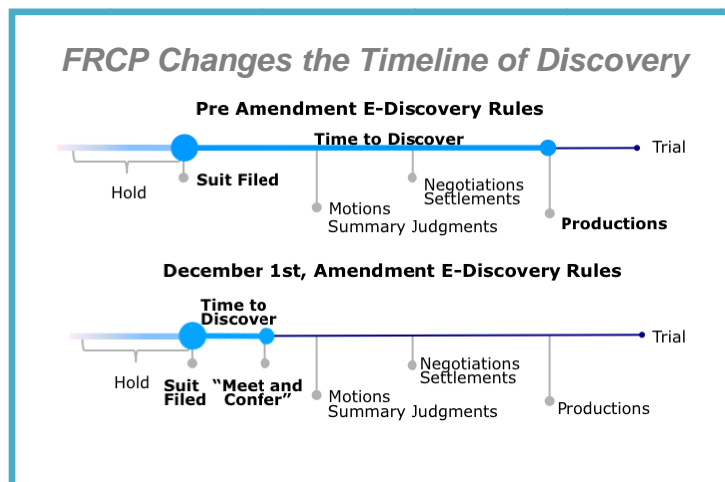 FRCP Changes the Timeline of Discovery
Pre Amendment E-Discovery Rules
Time to Discover
Trial
Hold
Suit Filed
Motions
Summary Judgments
Negotiations
Settlements
Productions
December 1st, Amendment E-Discovery Rules
Time to
Discover
Trial
Hold
Suit
Filed
“Meet and
Confer”
Motions
Summary Judgments
Negotiations
Settlements
Productions